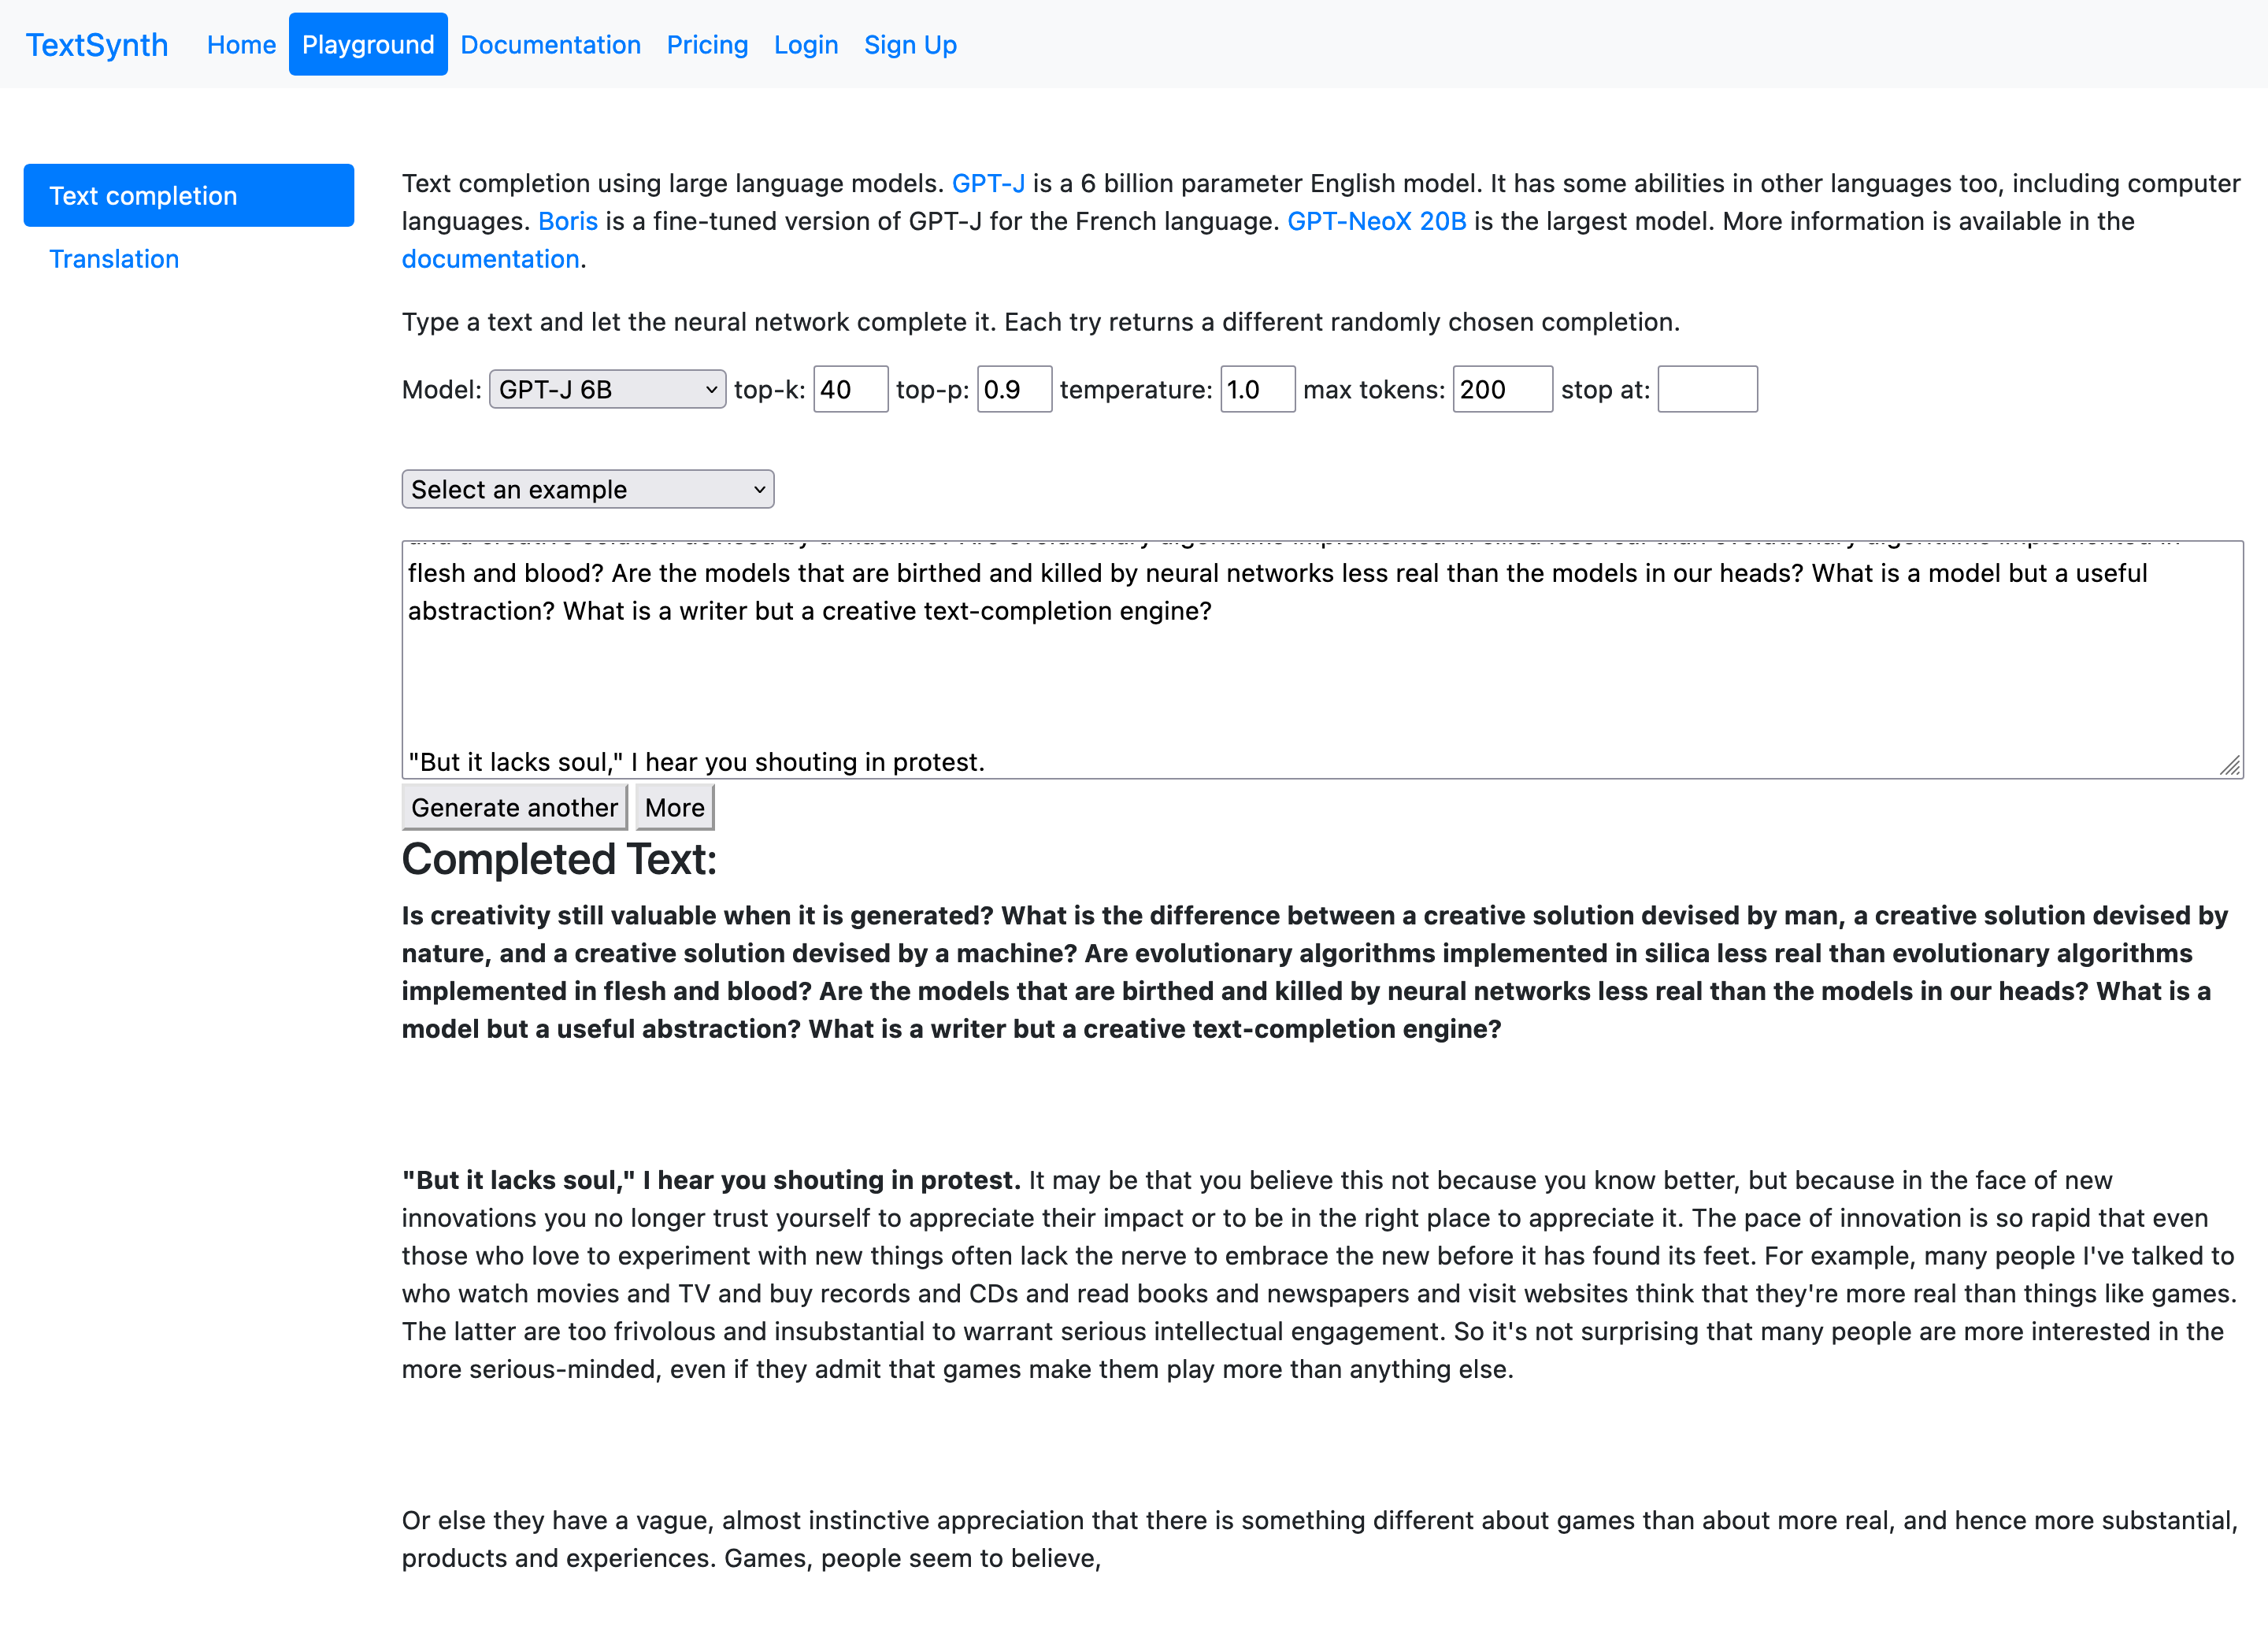 TextSynth Home Playground Documentation Pricing Login Sign Up
Text completion
Translation
Text completion using large language models. GPT-J is a 6 billion parameter English model. It has some abilities in other languages too, including computer
languages. Boris is a fine-tuned version of GPT-J for the French language. GPT-NeoX 20B is the largest model. More information is available in the
documentation.
Type a text and let the neural network complete it. Each try returns a different randomly chosen completion.
Model: GPT-J 6B top-k: 40 top-p: 0.9 temperature: 1.0 max tokens: 200 stop at:
Select an example
flesh and blood? Are the models that are birthed and killed by neural networks less real than the models in our heads? What is a model but a useful
abstraction? What is a writer but a creative text-completion engine?
"But it lacks soul," I hear you shouting in protest.
Generate another More
Completed Text:
Is creativity still valuable when it is generated? What is the difference between a creative solution devised by man, a creative solution devised by
nature, and a creative solution devised by a machine? Are evolutionary algorithms implemented in silica less real than evolutionary algorithms
implemented in flesh and blood? Are the models that are birthed and killed by neural networks less real than the models in our heads? What is a
model but a useful abstraction? What is a writer but a creative text-completion engine?
"But it lacks soul," I hear you shouting in protest. It may be that you believe this not because you know better, but because in the face of new
innovations you no longer trust yourself to appreciate their impact or to be in the right place to appreciate it. The pace of innovation is so rapid that even
those who love to experiment with new things often lack the nerve to embrace the new before it has found its feet. For example, many people I've talked to
who watch movies and TV and buy records and CDs and read books and newspapers and visit websites think that they're more real than things like games.
The latter are too frivolous and insubstantial to warrant serious intellectual engagement. So it's not surprising that many people are more interested in the
more serious-minded, even if they admit that games make them play more than anything else.
Or else they have a vague, almost instinctive appreciation that there is something different about games than about more real, and hence more substantial,
products and experiences. Games, people seem to believe,